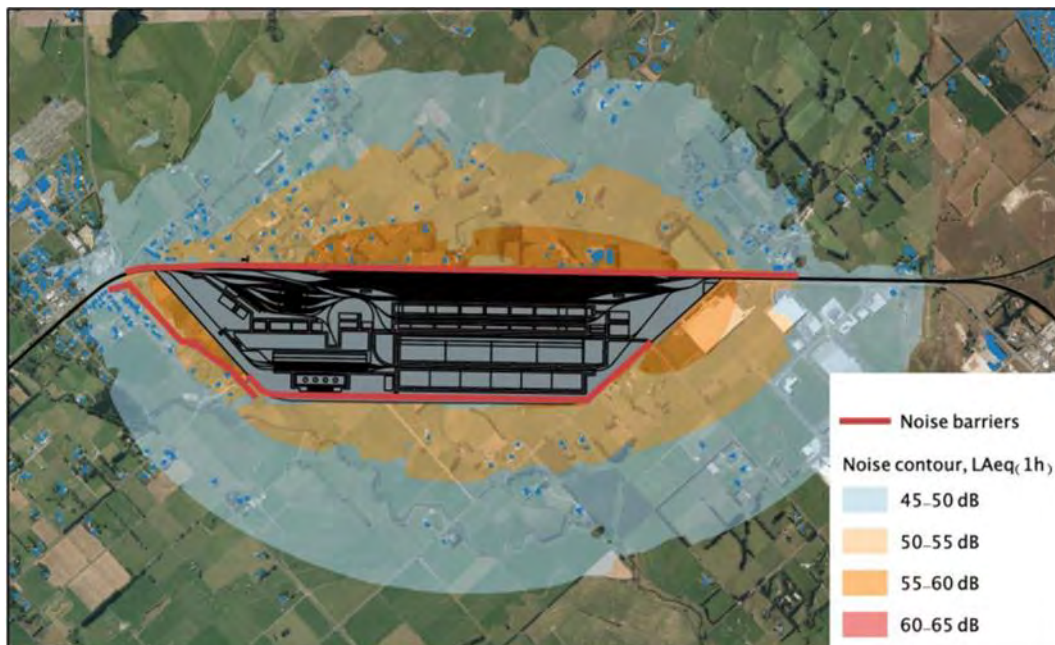 Noise barriers
Noise contour, LAeq(1h)
45-50 dB
50-55 dB
55-60 dB
60-65 dB